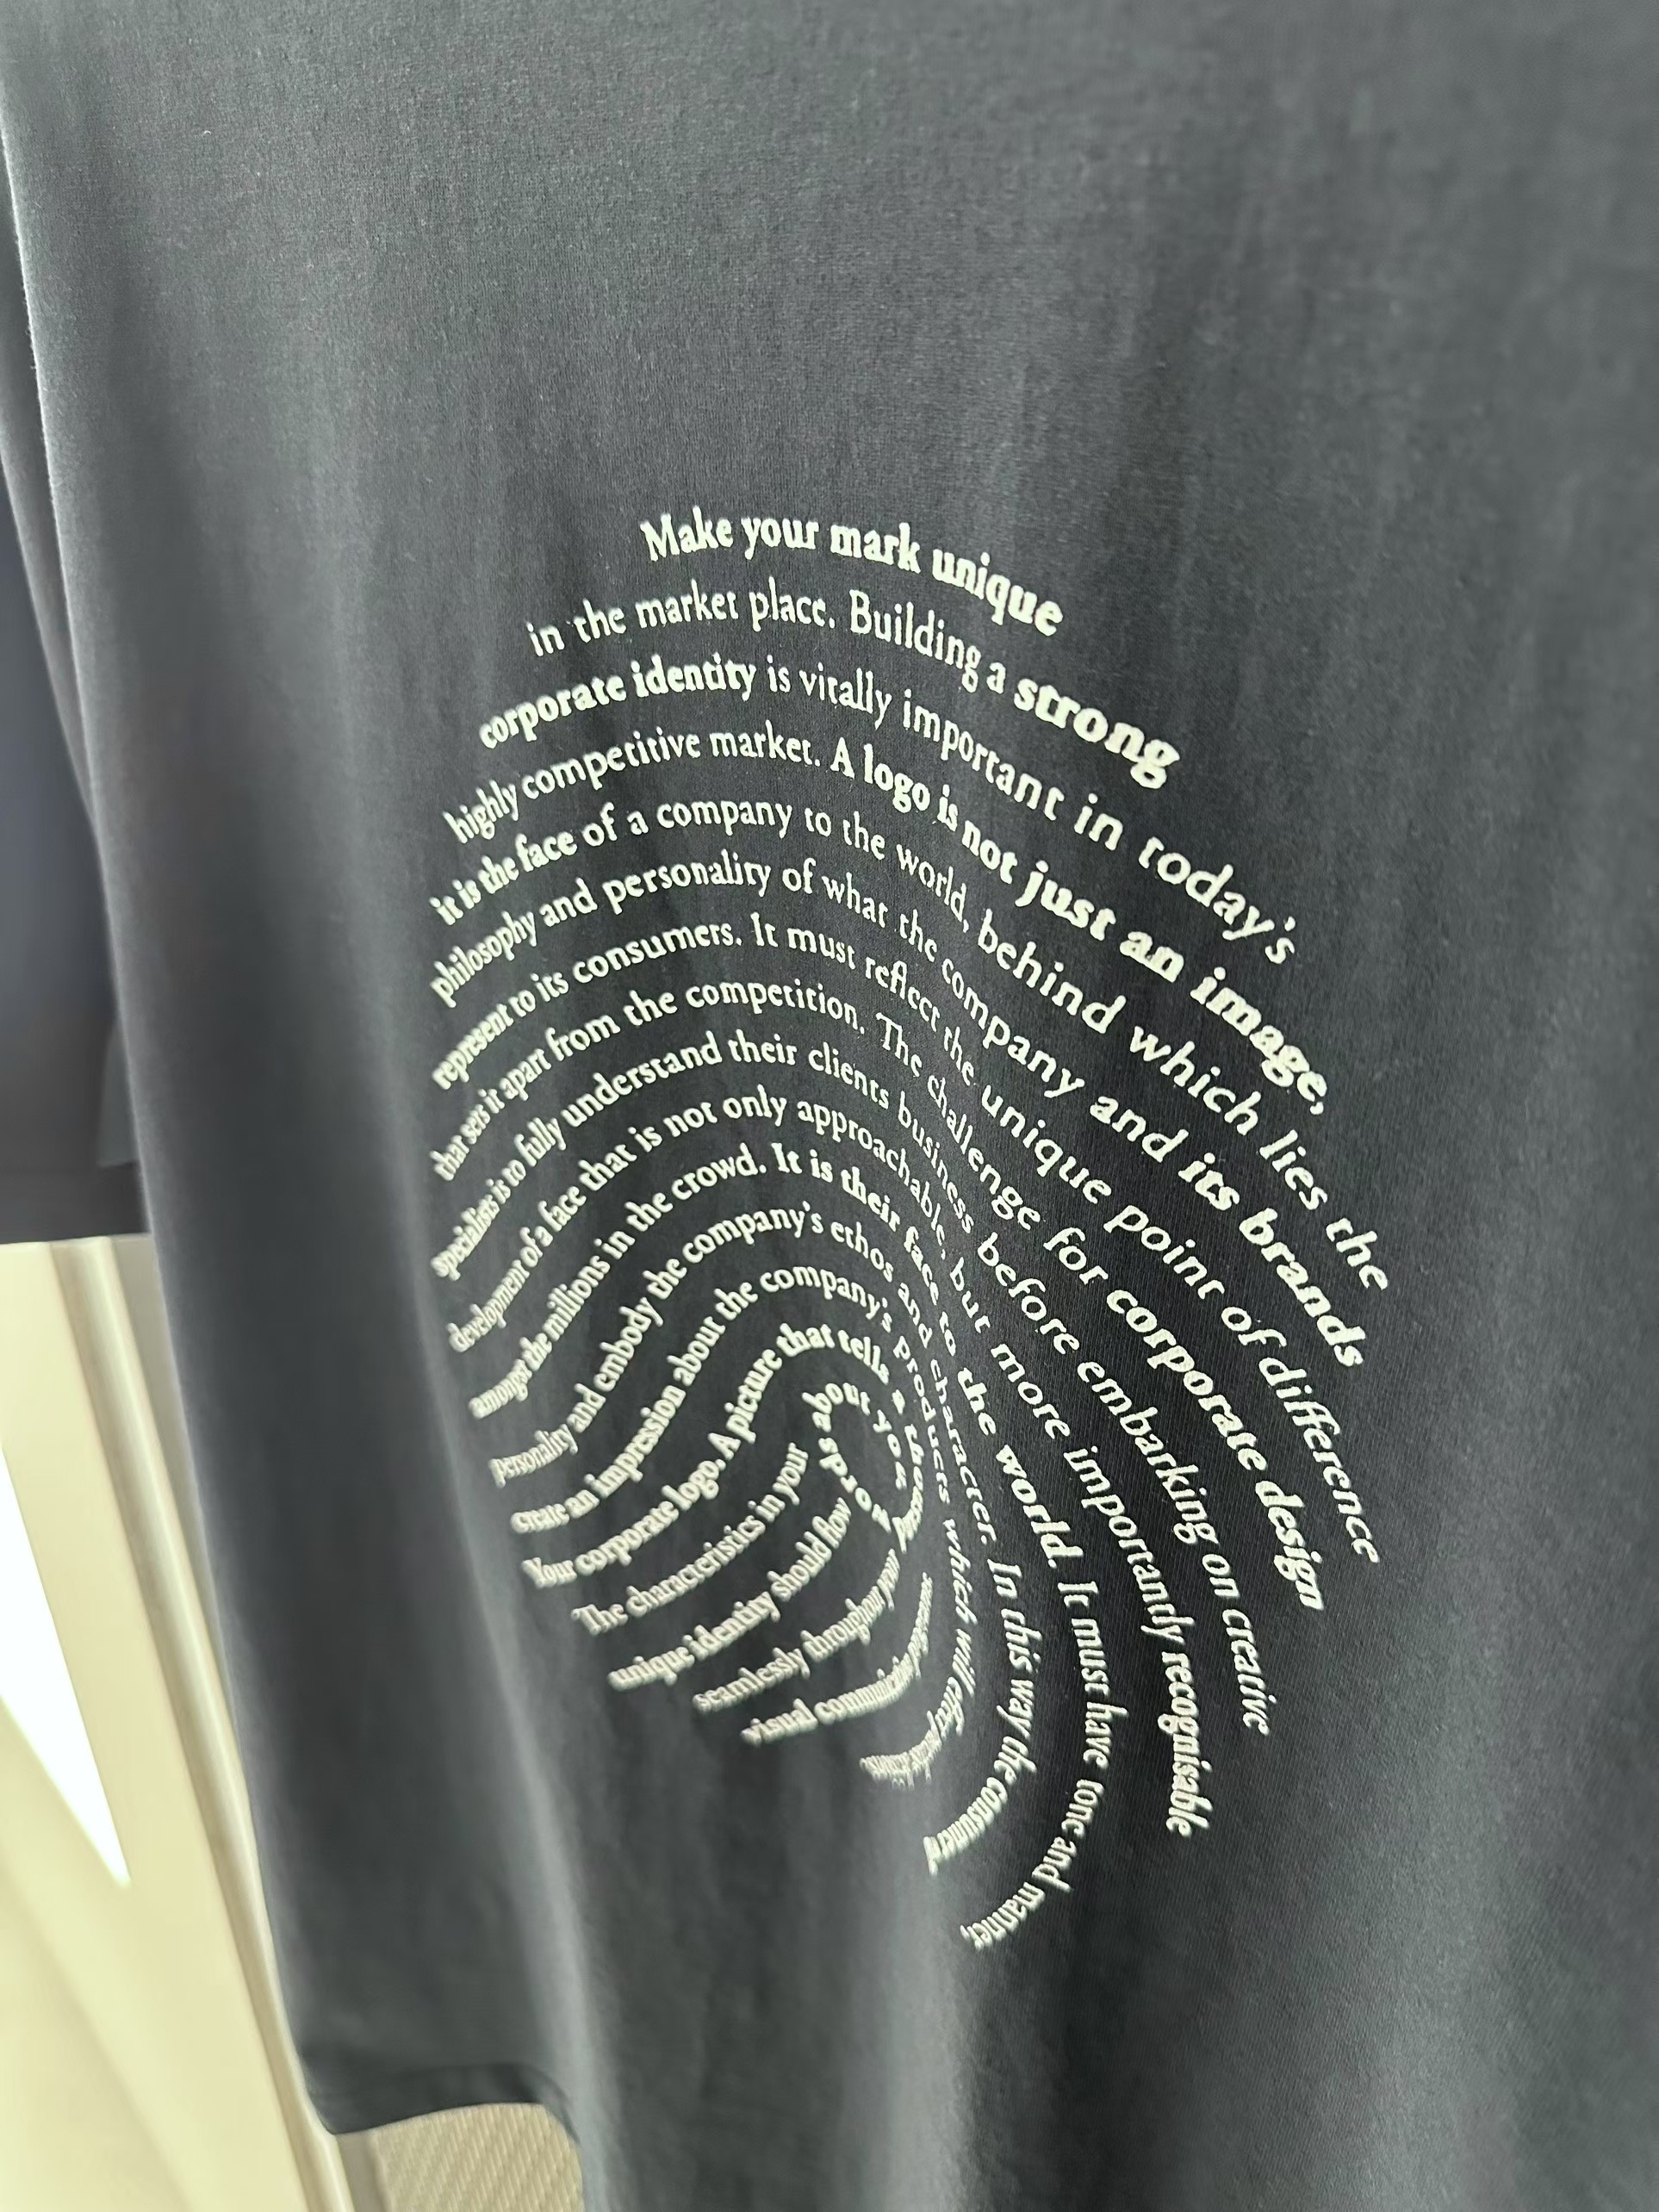 Make your mark unique
in the market place. Building a strong
corporate identity is vitally important in today's
highly competitive market. A logo is not just an image,
it is the face of a company to the world, behind which lies the
philosophy and personality of what the company and its brands
represent to its consumers. It must reflect the unique point of difference
that sets it apart from the competition. The challenge for corporate design
specialist is to fully understand their clients business before embarking on creative
development of a face that is not only approachable, but more importantly recognisable
amongst the millions in the crowd. It is their face to the world. It must have tone and manner,
personality and embody the company's ethos and character. In this way the consumers
create an impression about the company's products which will
Your corporate logo. A picture that tells a
words about you.
The characteristics in your
unique identity should flow
seamlessly throughout your
visual